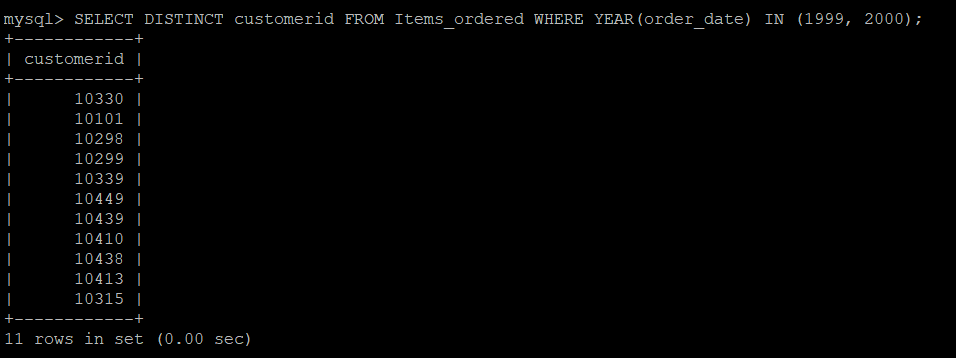 mysql> SELECT DISTINCT customerid FROM Items_ordered WHERE YEAR(order_date) IN (1999, 2000);
+------------+
| customerid |
+------------+
|      10330 |
|      10101 |
|      10298 |
|      10299 |
|      10339 |
|      10449 |
|      10439 |
|      10410 |
|      10438 |
|      10413 |
|      10315 |
+------------+
11 rows in set (0.00 sec)